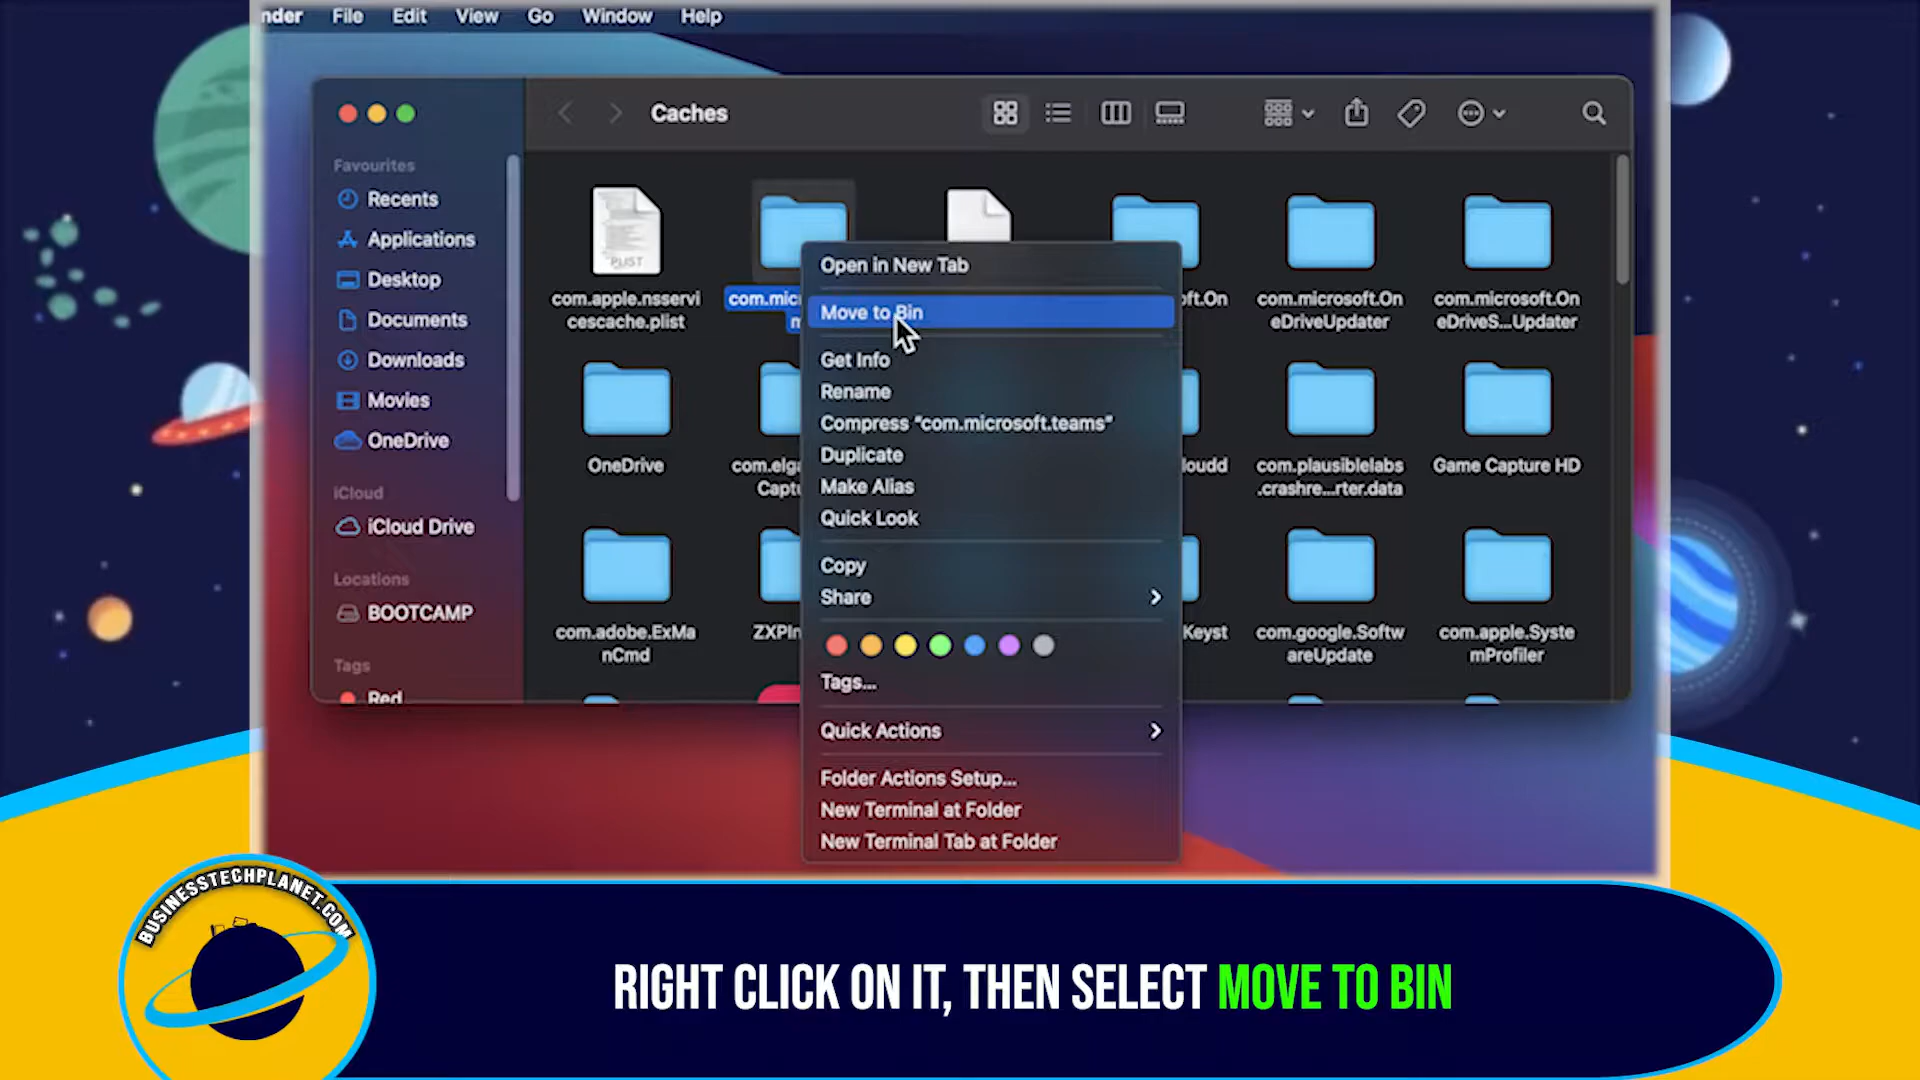 nder File Edit View Go Window Help
Caches
Favourites
Recents
Applications
Desktop
Documents
Downloads
Movies
OneDrive
iCloud
iCloud Drive
Locations
BOOTCAMP
Tags
Red
PLIST
com.apple.nsservi
cescache.plist
com.mic
ft.On
com.microsoft.On
eDriveUpdater
com.microsoft.On
eDriveS...Updater
OneDrive
com.elga
Captu
loudd
com.plausiblelabs
.crashre...rter.data
Game Capture HD
com.adobe.ExMa
nCmd
ZXPIn
Keyst
com.google.Softw
areUpdate
com.apple.Syste
mProfiler
Open in New Tab
Move to Bin
Get Info
Rename
Compress "com.microsoft.teams"
Duplicate
Make Alias
Quick Look
Copy
Share
Tags...
Quick Actions
Folder Actions Setup...
New Terminal at Folder
New Terminal Tab at Folder
BUSINESSTECHPLANET.COM
RIGHT CLICK ON IT, THEN SELECT MOVE TO BIN